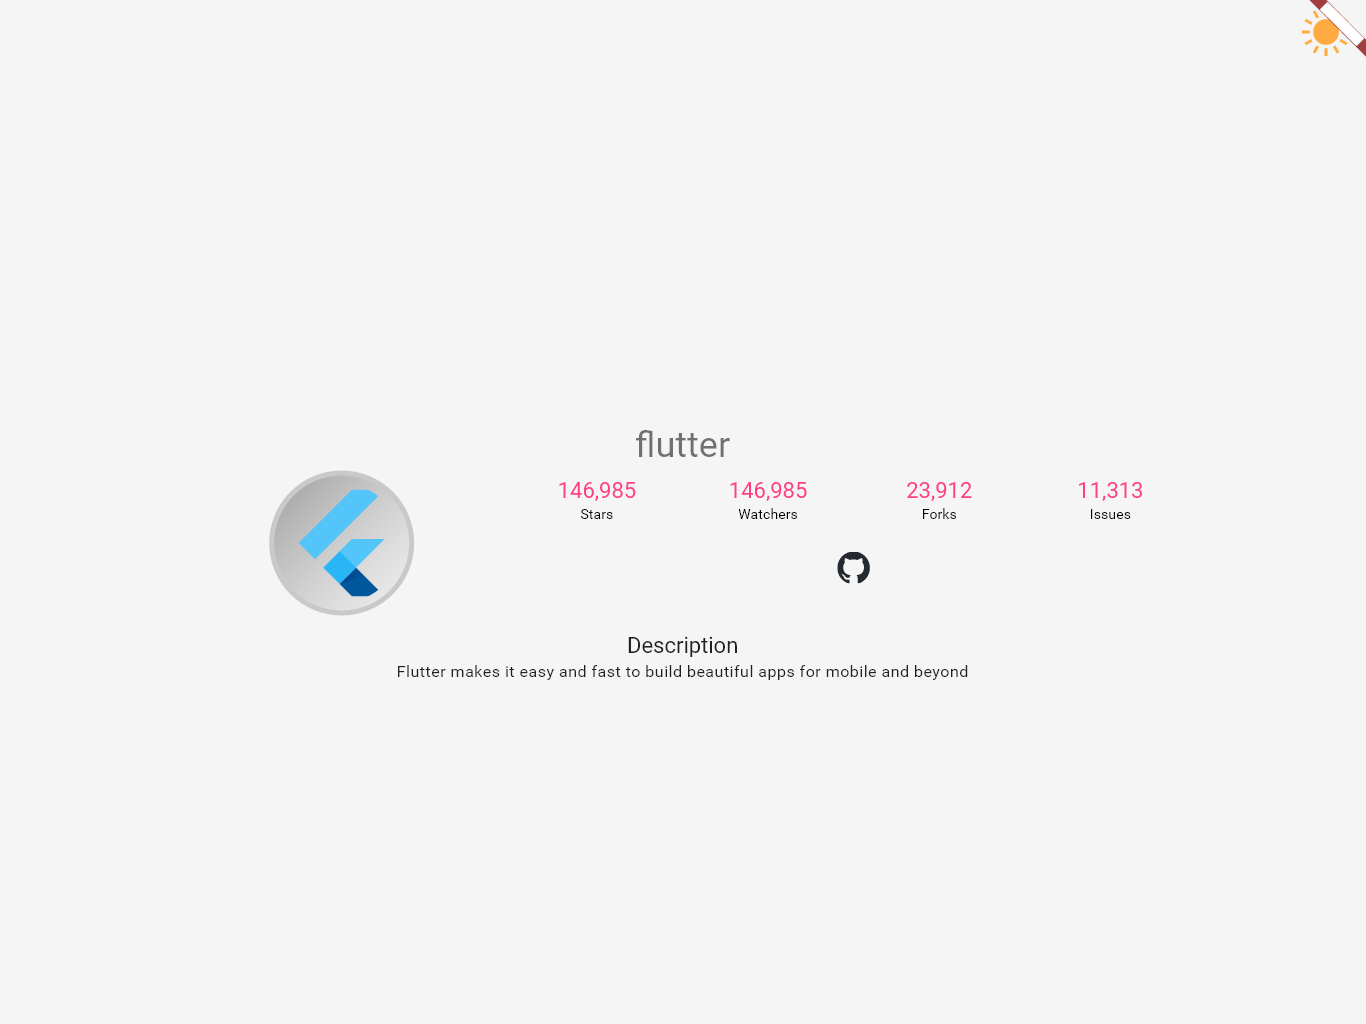 flutter
146,985 146,985 23,912 11,313
Stars Watchers Forks Issues
Description
Flutter makes it easy and fast to build beautiful apps for mobile and beyond